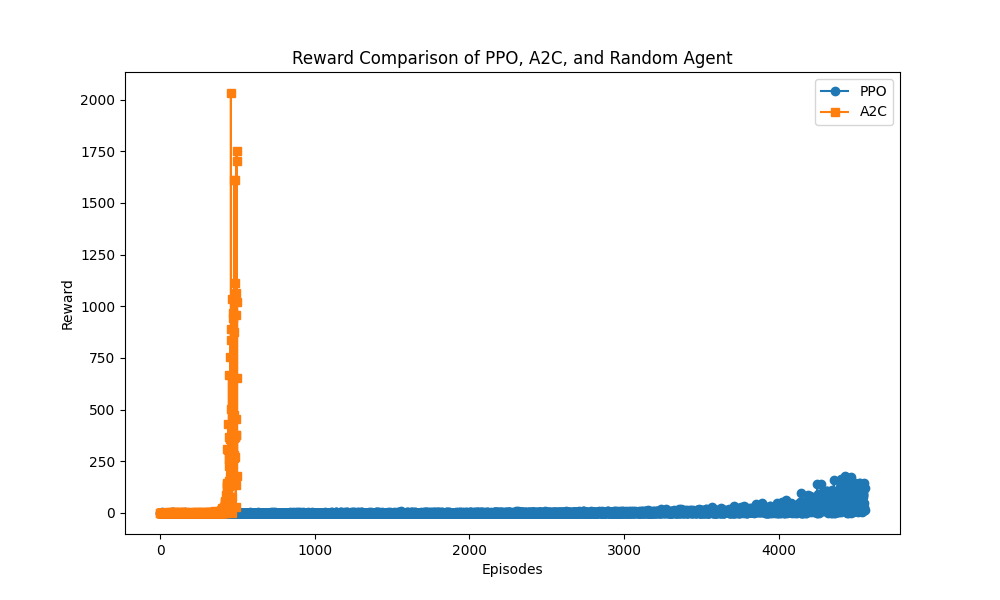 Reward Comparison of PPO, A2C, and Random Agent
PPO
A2C
2000
1750
1500
1250
1000
750
500
250
0
Reward
0 1000 2000 3000 4000
Episodes